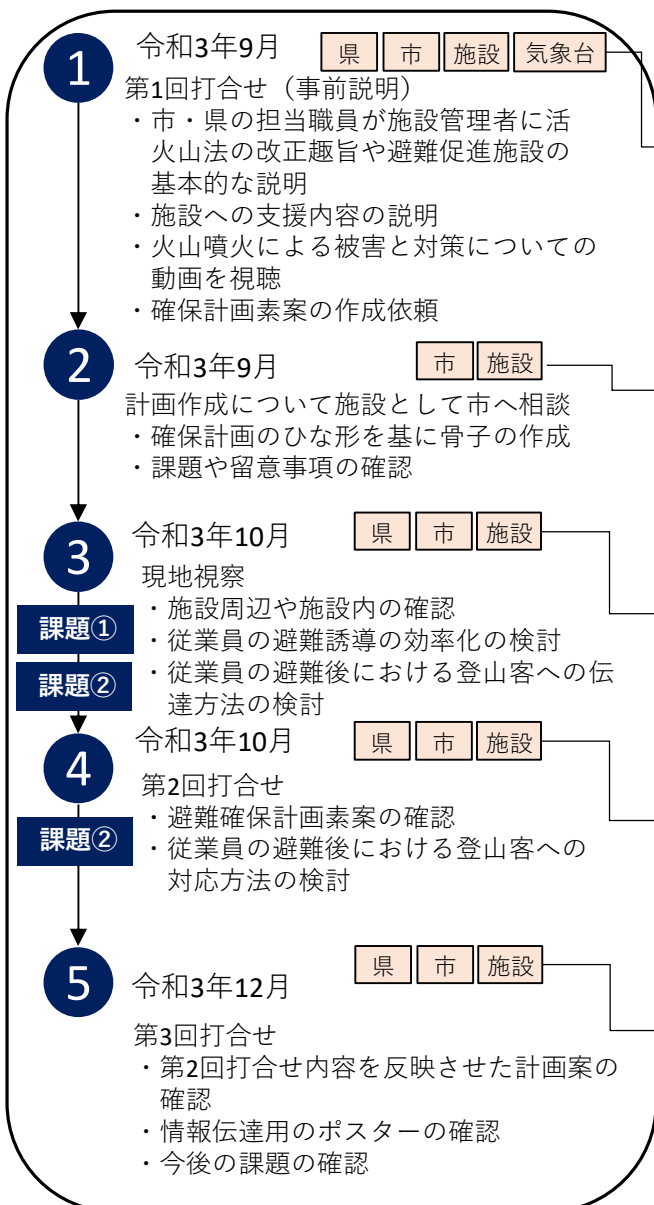 1
令和3年9月 県 市 施設 気象台
第1回打合せ（事前説明）
・市・県の担当職員が施設管理者に活
火山法の改正趣旨や避難促進施設の
基本的な説明
・施設への支援内容の説明
・火山噴火による被害と対策についての
動画を視聴
・確保計画素案の作成依頼
2
令和3年9月 市 施設
計画作成について施設として市へ相談
・確保計画のひな形を基に骨子の作成
・課題や留意事項の確認
3
令和3年10月 県 市 施設
現地視察
・施設周辺や施設内の確認
課題①
・従業員の避難誘導の効率化の検討
課題②
・従業員の避難後における登山客への伝
達方法の検討
4
令和3年10月 県 市 施設
第2回打合せ
・避難確保計画素案の確認
課題②
・従業員の避難後における登山客への
対応方法の検討
5
令和3年12月 県 市 施設
第3回打合せ
・第2回打合せ内容を反映させた計画案の
確認
・情報伝達用のポスターの確認
・今後の課題の確認